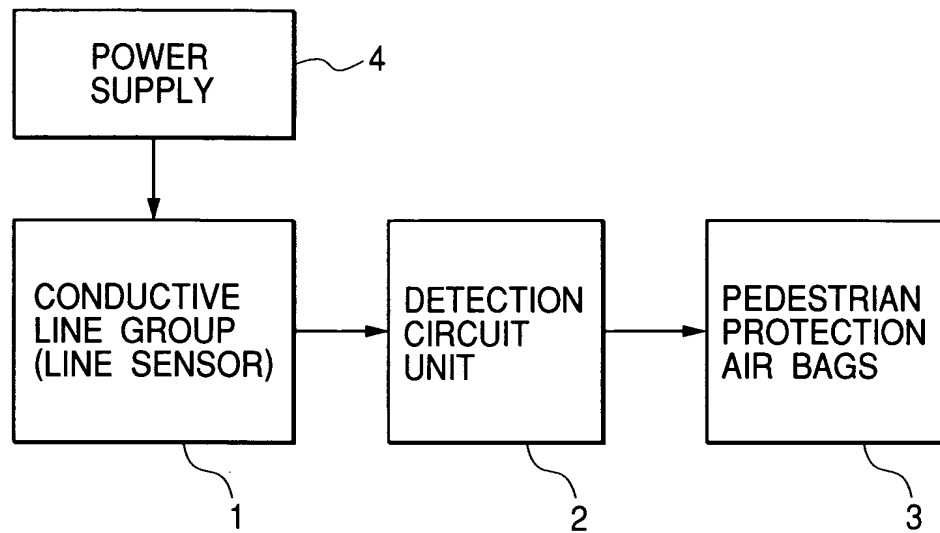 POWER
SUPPLY
4
CONDUCTIVE
LINE GROUP
(LINE SENSOR)
1
DETECTION
CIRCUIT
UNIT
2
PEDESTRIAN
PROTECTION
AIR BAGS
3